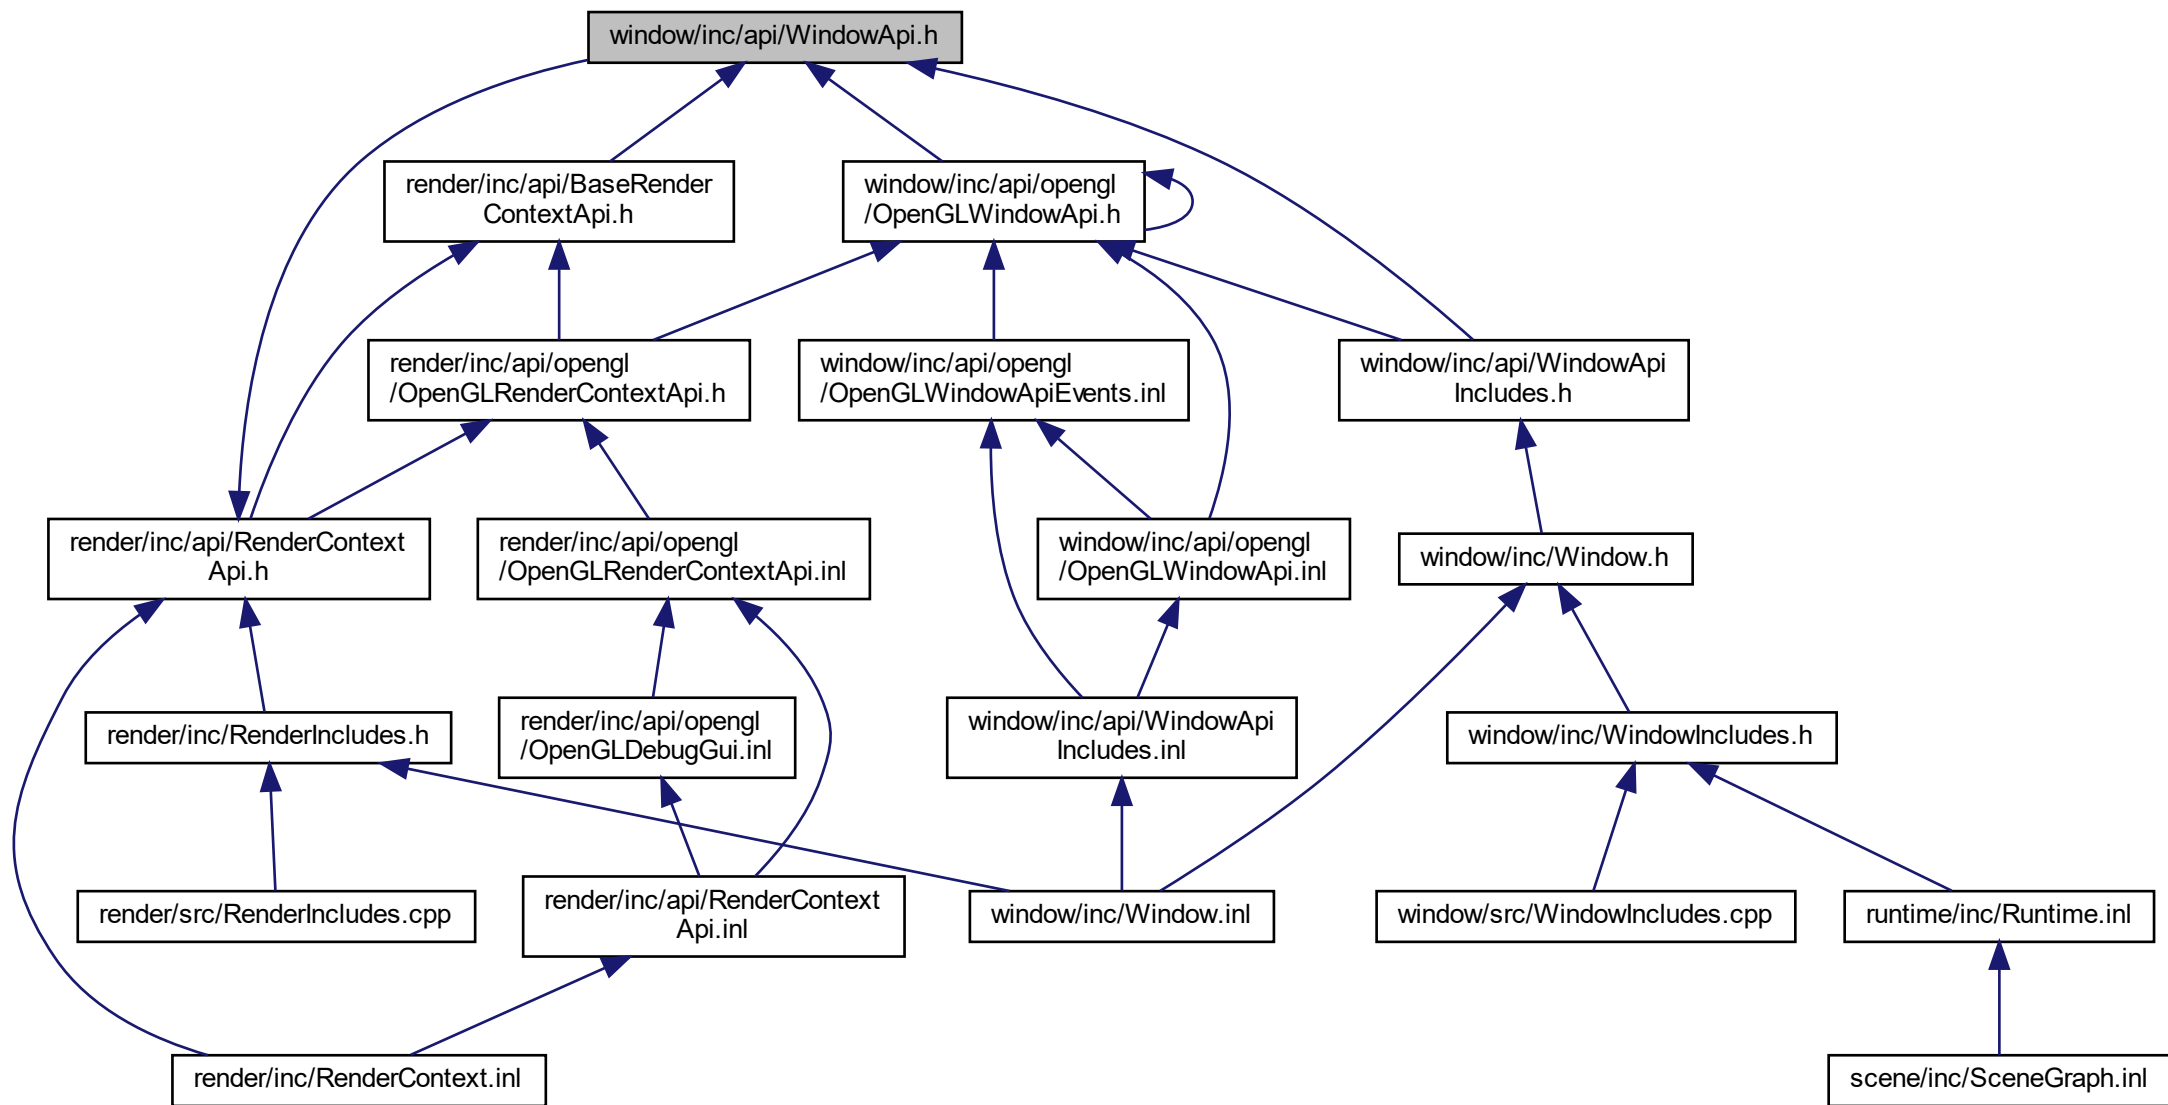 window/inc/api/WindowApi.h
render/inc/api/BaseRender
ContextApi.h
window/inc/api/opengl
/OpenGLWindowApi.h
render/inc/api/opengl
/OpenGLRenderContextApi.h
window/inc/api/opengl
/OpenGLWindowApiEvents.inl
window/inc/api/WindowApi
Includes.h
render/inc/api/RenderContext
Api.h
render/inc/api/opengl
/OpenGLRenderContextApi.inl
window/inc/api/opengl
/OpenGLWindowApi.inl
window/inc/Window.h
render/inc/RenderIncludes.h
render/inc/api/opengl
/OpenGLDebugGui.inl
window/inc/api/WindowApi
Includes.inl
window/inc/WindowIncludes.h
render/src/RenderIncludes.cpp
render/inc/api/RenderContext
Api.inl
window/inc/Window.inl
window/src/WindowIncludes.cpp
runtime/inc/Runtime.inl
render/inc/RenderContext.inl
scene/inc/SceneGraph.inl